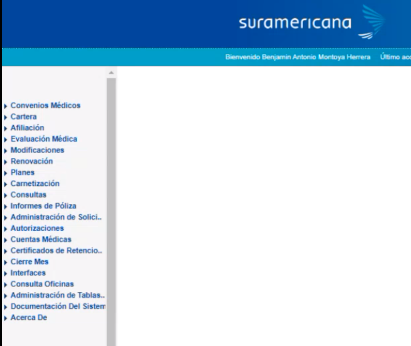 suramericana
Bienvenido Benjamin Antonio Montoya Herrera Último
Convenios Médicos
Cartera
Afiliación
Evaluación Médica
Modificaciones
Renovación
Planes
Carnetización
Consultas
Informes de Póliza
Administración de Solici..
Autorizaciones
Cuentas Médicas
Certificados de Retencio..
Cierre Mes
Interfaces
Consulta Oficinas
Administración de Tablas..
Documentación Del Sistem
Acerca De